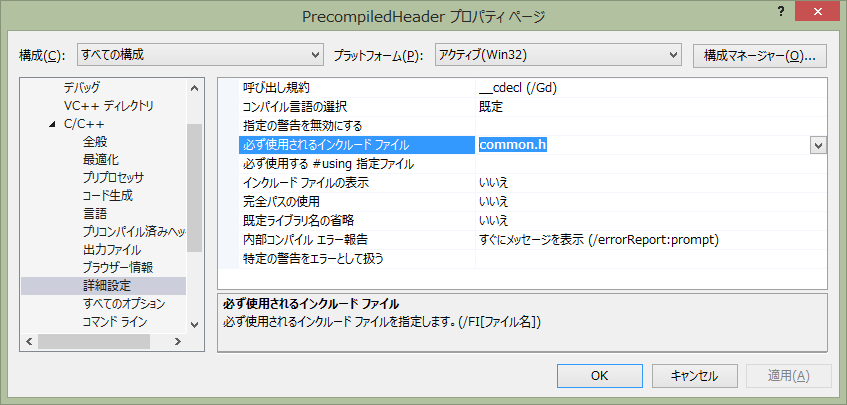 PrecompiledHeader プロパティ ページ
構成(C): すべての構成 プラットフォーム(P): アクティブ(Win32) 構成マネージャー(O)...
デバッグ
VC++ ディレクトリ
C/C++
全般
最適化
プリプロセッサ
コード生成
言語
プリコンパイル済みヘッ
出力ファイル
ブラウザー情報
詳細設定
すべてのオプション
コマンド ライン
呼び出し規約 __cdecl (/Gd)
コンパイル言語の選択 既定
指定の警告を無効にする
必ず使用されるインクルード ファイル common.h
必ず使用する #using 指定ファイル
インクルード ファイルの表示 いいえ
完全パスの使用 いいえ
既定ライブラリ名の省略 いいえ
内部コンパイル エラー報告 すぐにメッセージを表示 (/errorReport:prompt)
特定の警告をエラーとして扱う
必ず使用されるインクルード ファイル
必ず使用されるインクルード ファイルを指定します。(/FI[ファイル名])
OK キャンセル 適用(A)